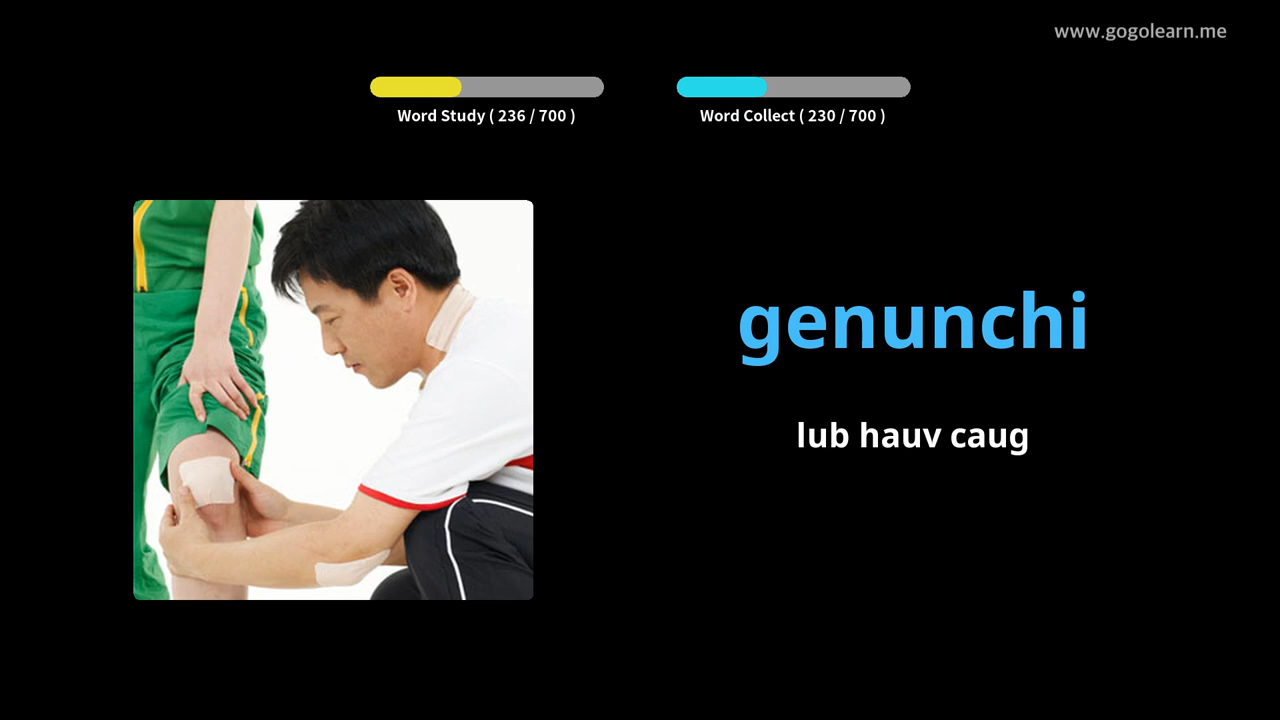 www.gogolearn.me
Word Study ( 236 / 700 )
Word Collect ( 230 / 700 )
genunchi
lub hauv caug